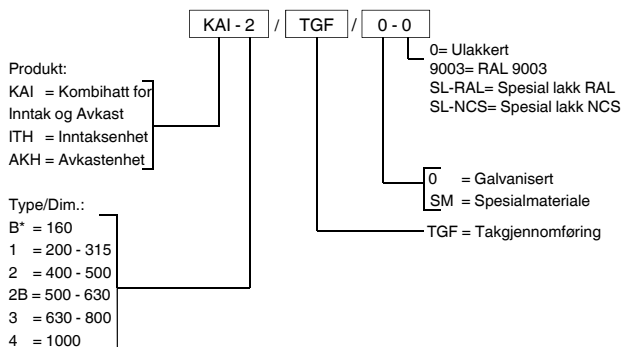 KAI - 2 / TGF / 0 - 0
0= Ulakkert
9003= RAL 9003
SL-RAL= Spesial lakk RAL
SL-NCS= Spesial lakk NCS
Produkt:
KAI = Kombihatt for
Inntak og Avkast
ITH = Inntaksenhet
AKH = Avkastenhet
0 = Galvanisert
SM = Spesialmateriale
TGF = Takgjennomføring
Type/Dim.:
B* = 160
1 = 200 - 315
2 = 400 - 500
2B = 500 - 630
3 = 630 - 800
4 = 1000